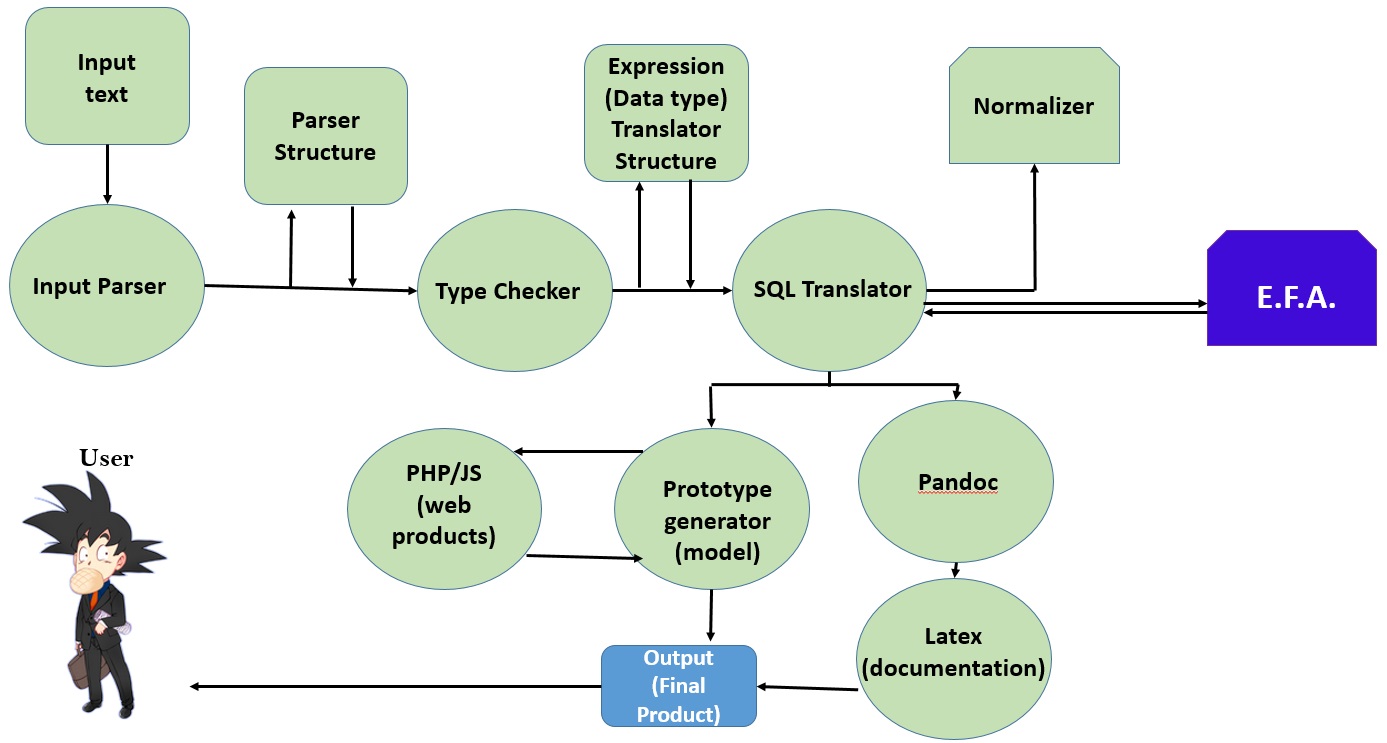 Input
text
Parser
Structure
Expression
(Data type)
Translator
Structure
Normalizer
Input Parser
Type Checker
SQL Translator
E.F.A.
User
PHP/JS
(web
products)
Prototype
generator
(model)
Pandoc
Latex
(documentation)
Output
(Final
Product)